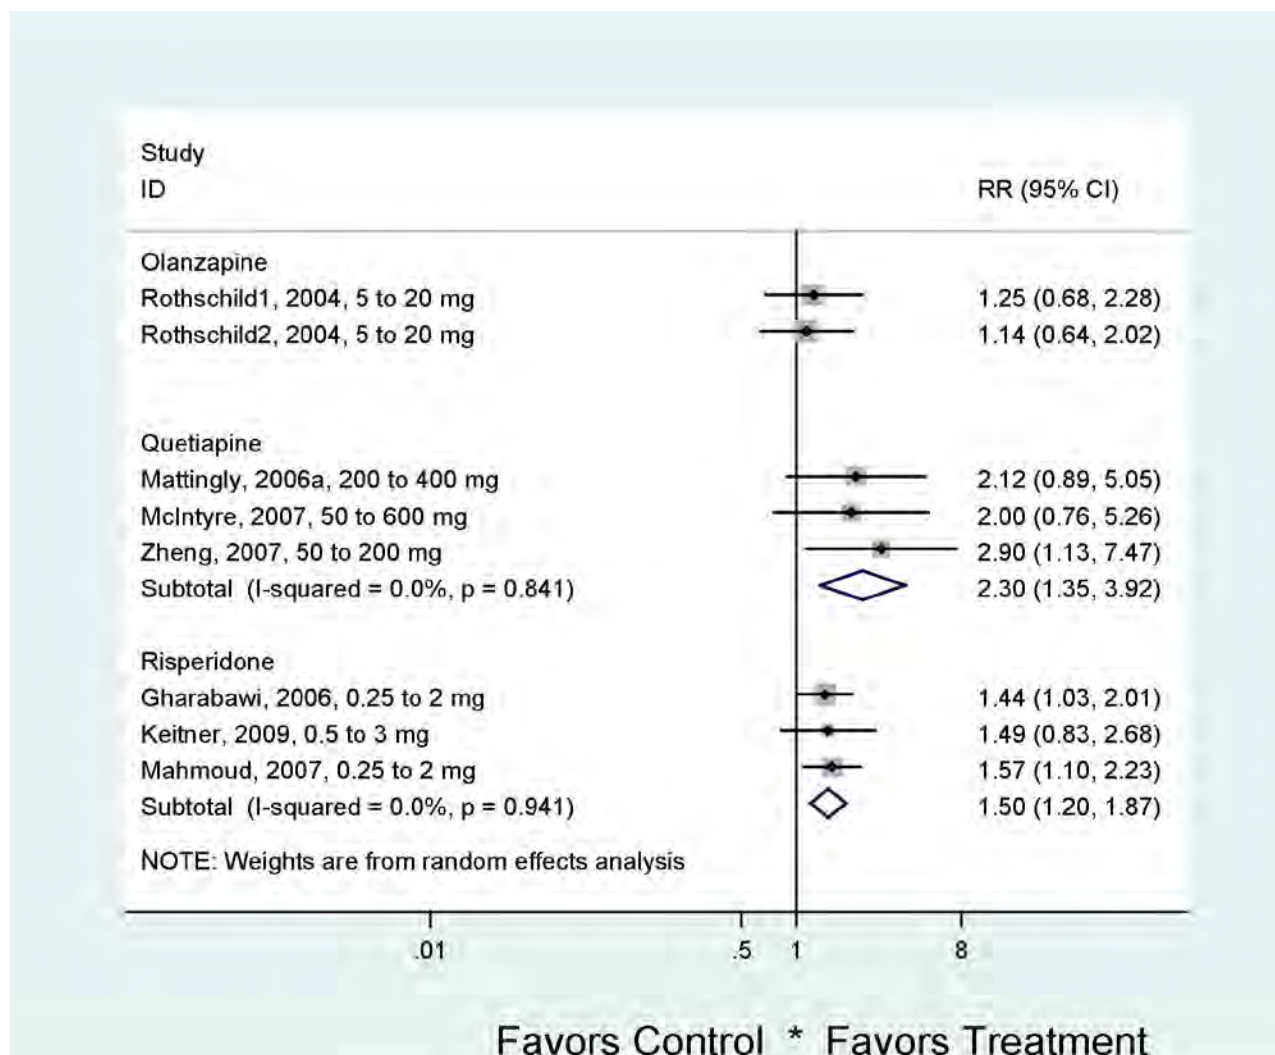 Study
ID RR (95% CI)
Olanzapine
Rothschild1, 2004, 5 to 20 mg 1.25 (0.68, 2.28)
Rothschild2, 2004, 5 to 20 mg 1.14 (0.64, 2.02)
Quetiapine
Mattingly, 2006a, 200 to 400 mg 2.12 (0.89, 5.05)
McIntyre, 2007, 50 to 600 mg 2.00 (0.76, 5.26)
Zheng, 2007, 50 to 200 mg 2.90 (1.13, 7.47)
Subtotal (I-squared = 0.0%, p = 0.841) 2.30 (1.35, 3.92)
Risperidone
Gharabawi, 2006, 0.25 to 2 mg 1.44 (1.03, 2.01)
Keitner, 2009, 0.5 to 3 mg 1.49 (0.83, 2.68)
Mahmoud, 2007, 0.25 to 2 mg 1.57 (1.10, 2.23)
Subtotal (I-squared = 0.0%, p = 0.941) 1.50 (1.20, 1.87)
NOTE: Weights are from random effects analysis
.01 .5 1 8
Favors Control * Favors Treatment